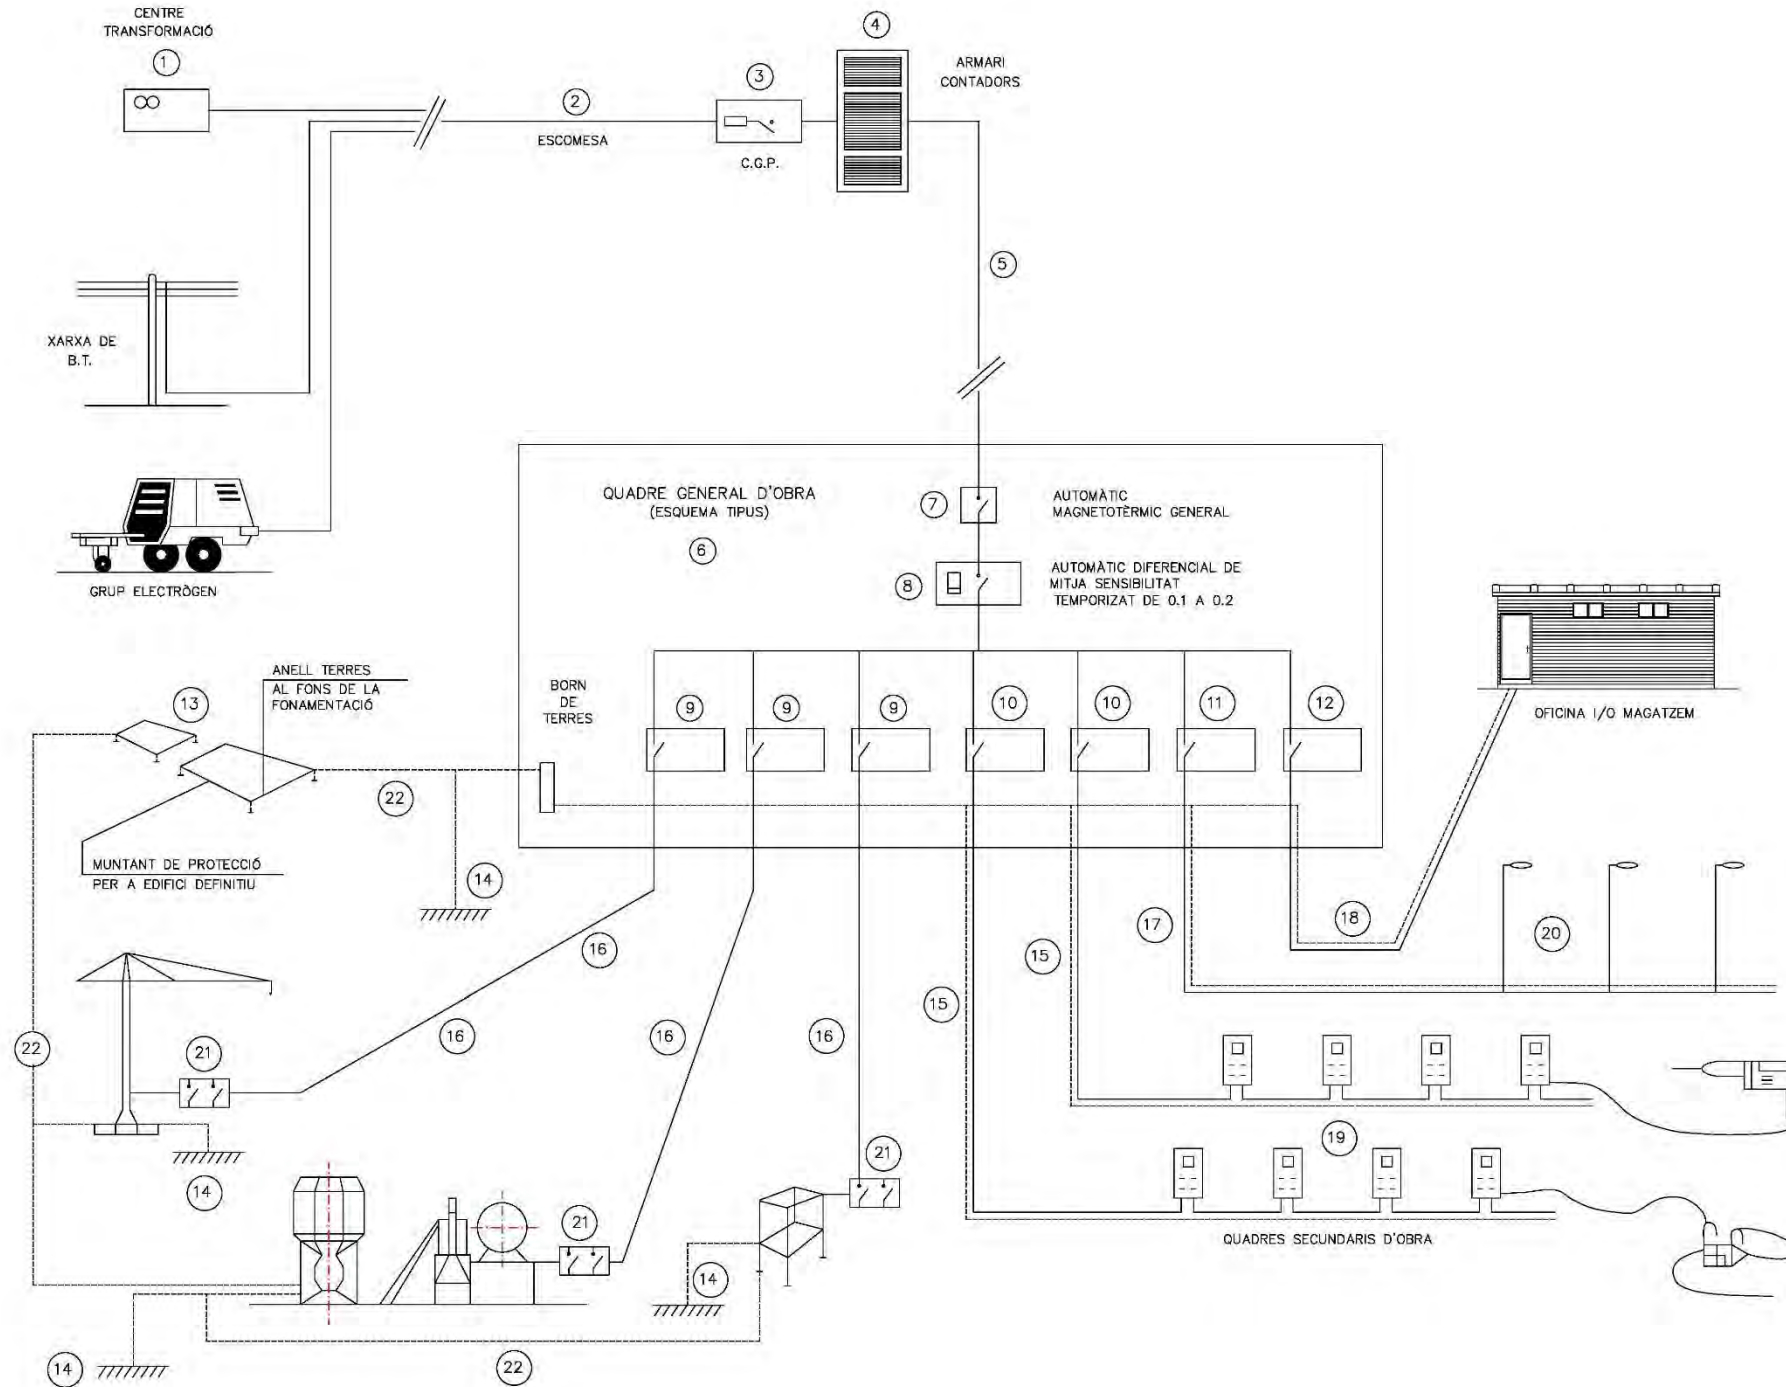 CENTRE
TRANSFORMACIÓ
1
2
ESCOMESA
3
C.G.P.
4
ARMARI
CONTADORS
5
XARXA DE
B.T.
GRUP ELECTRÒGEN
QUADRE GENERAL D'OBRA
(ESQUEMA TIPUS)
6
7
AUTOMÀTIC
MAGNETOTÈRMIC GENERAL
8
AUTOMÀTIC DIFERENCIAL DE
MITJA SENSIBILITAT
TEMPORIZAT DE 0.1 A 0.2
OFICINA I/O MAGATZEM
13
ANELL TERRES
AL FONS DE LA
FONAMENTACIÓ
BORN
DE
TERRES
9
9
9
10
10
11
12
22
MUNTANT DE PROTECCIÓ
PER A EDIFICI DEFINITIU
14
16
15
15
17
18
20
22
21
16
16
16
14
21
21
19
QUADRES SECUNDARIS D'OBRA
14
14
22